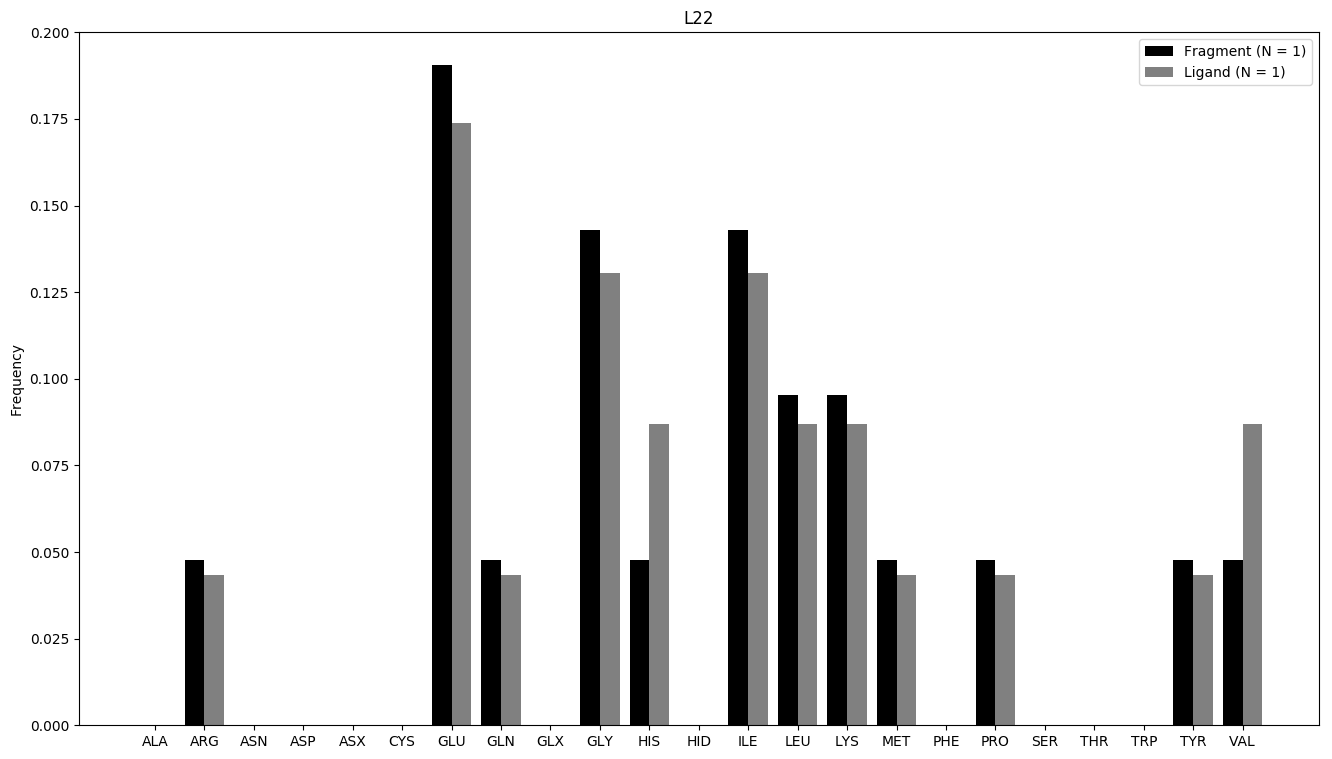 L22
Fragment (N = 1)
Ligand (N = 1)
Frequency
0.200
0.175
0.150
0.125
0.100
0.075
0.050
0.025
0.000
ALA ARG ASN ASP ASX CYS GLU GLN GLX GLY HIS HID ILE LEU LYS MET PHE PRO SER THR TRP TYR VAL